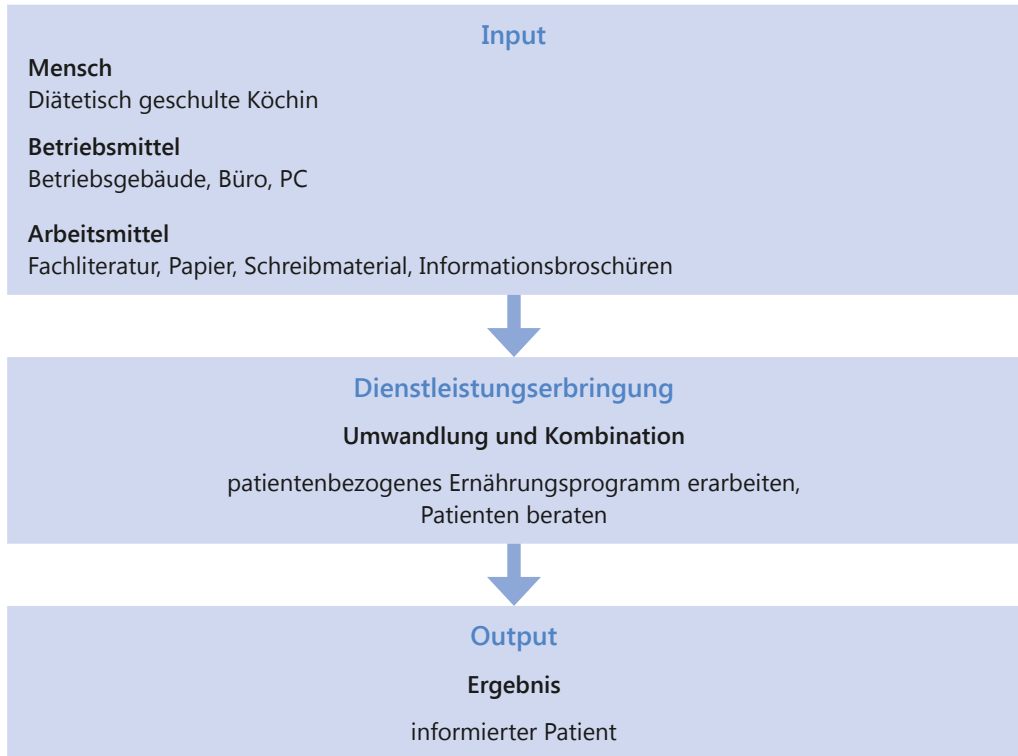 Input
Mensch
Diätetisch geschulte Köchin
Betriebsmittel
Betriebsgebäude, Büro, PC
Arbeitsmittel
Fachliteratur, Papier, Schreibmaterial, Informationsbroschüren
Dienstleistungserbringung
Umwandlung und Kombination
patientenbezogenes Ernährungsprogramm erarbeiten,
Patienten beraten
Output
Ergebnis
informierter Patient